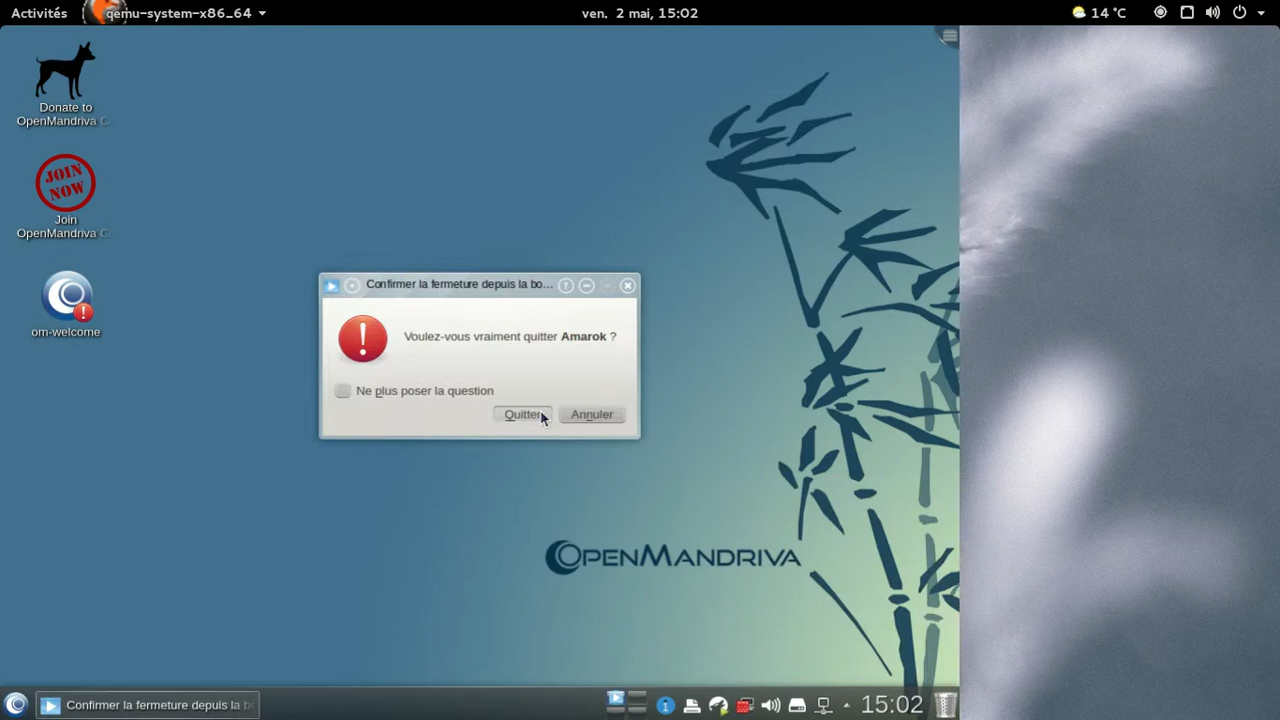 Activités
qemu-system-x86_64
ven. 2 mai, 15:02
14 °C
Donate to
OpenMandriva C
JOIN
NOW
Join
OpenMandriva C
om-welcome
Confirmer la fermeture depuis la bo...
?
!
Voulez-vous vraiment quitter Amarok ?
Ne plus poser la question
Quitter
Annuler
OPENMANDRIVA
Confirmer la fermeture depuis la b
15:02